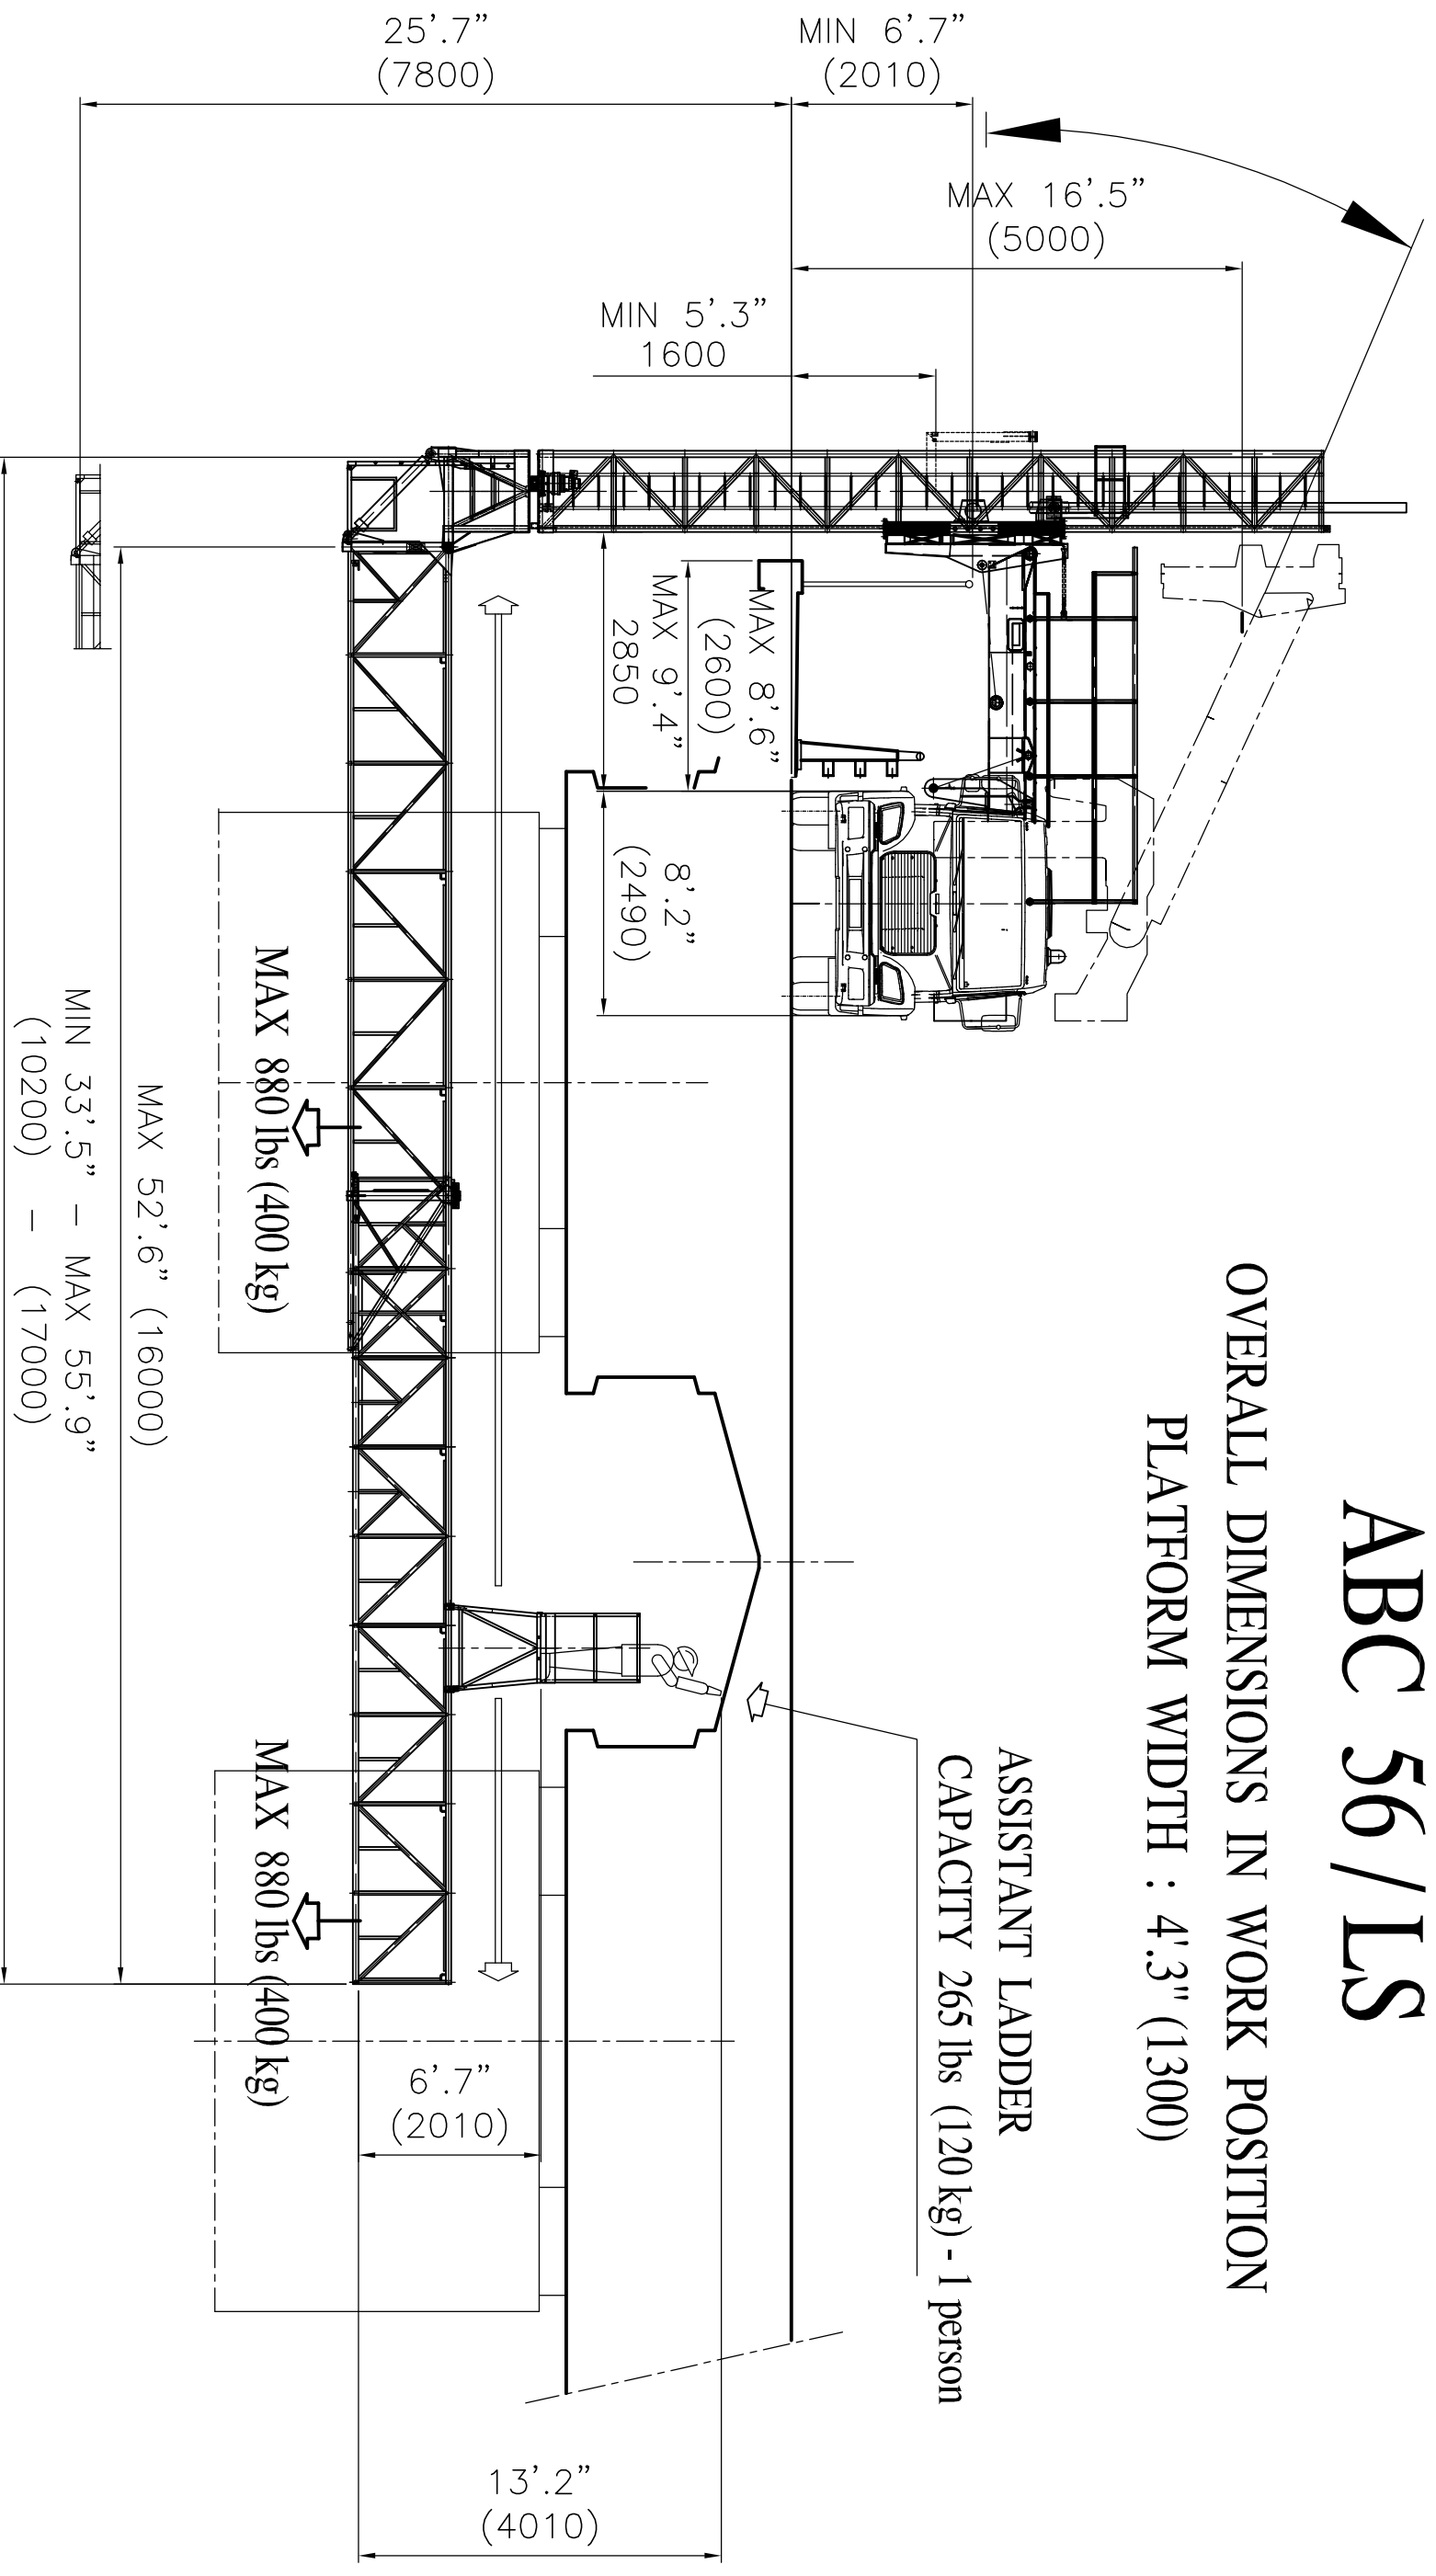 ABC 56 / LS
OVERALL DIMENSIONS IN WORK POSITION
PLATFORM WIDTH : 4'.3" (1300)
ASSISTANT LADDER
CAPACITY 265 lbs (120 kg) - 1 person
25'.7"
(7800)
MIN 6'.7"
(2010)
MAX 16'.5"
(5000)
MIN 5'.3"
1600
MAX 8'.6"
(2600)
MAX 9'.4"
2850
8'.2"
(2490)
MAX 880 lbs (400 kg)
MAX 880 lbs (400 kg)
6'.7"
(2010)
13'.2"
(4010)
MAX 52'.6" (16000)
MIN 33'.5" - MAX 55'.9"
(10200) - (17000)